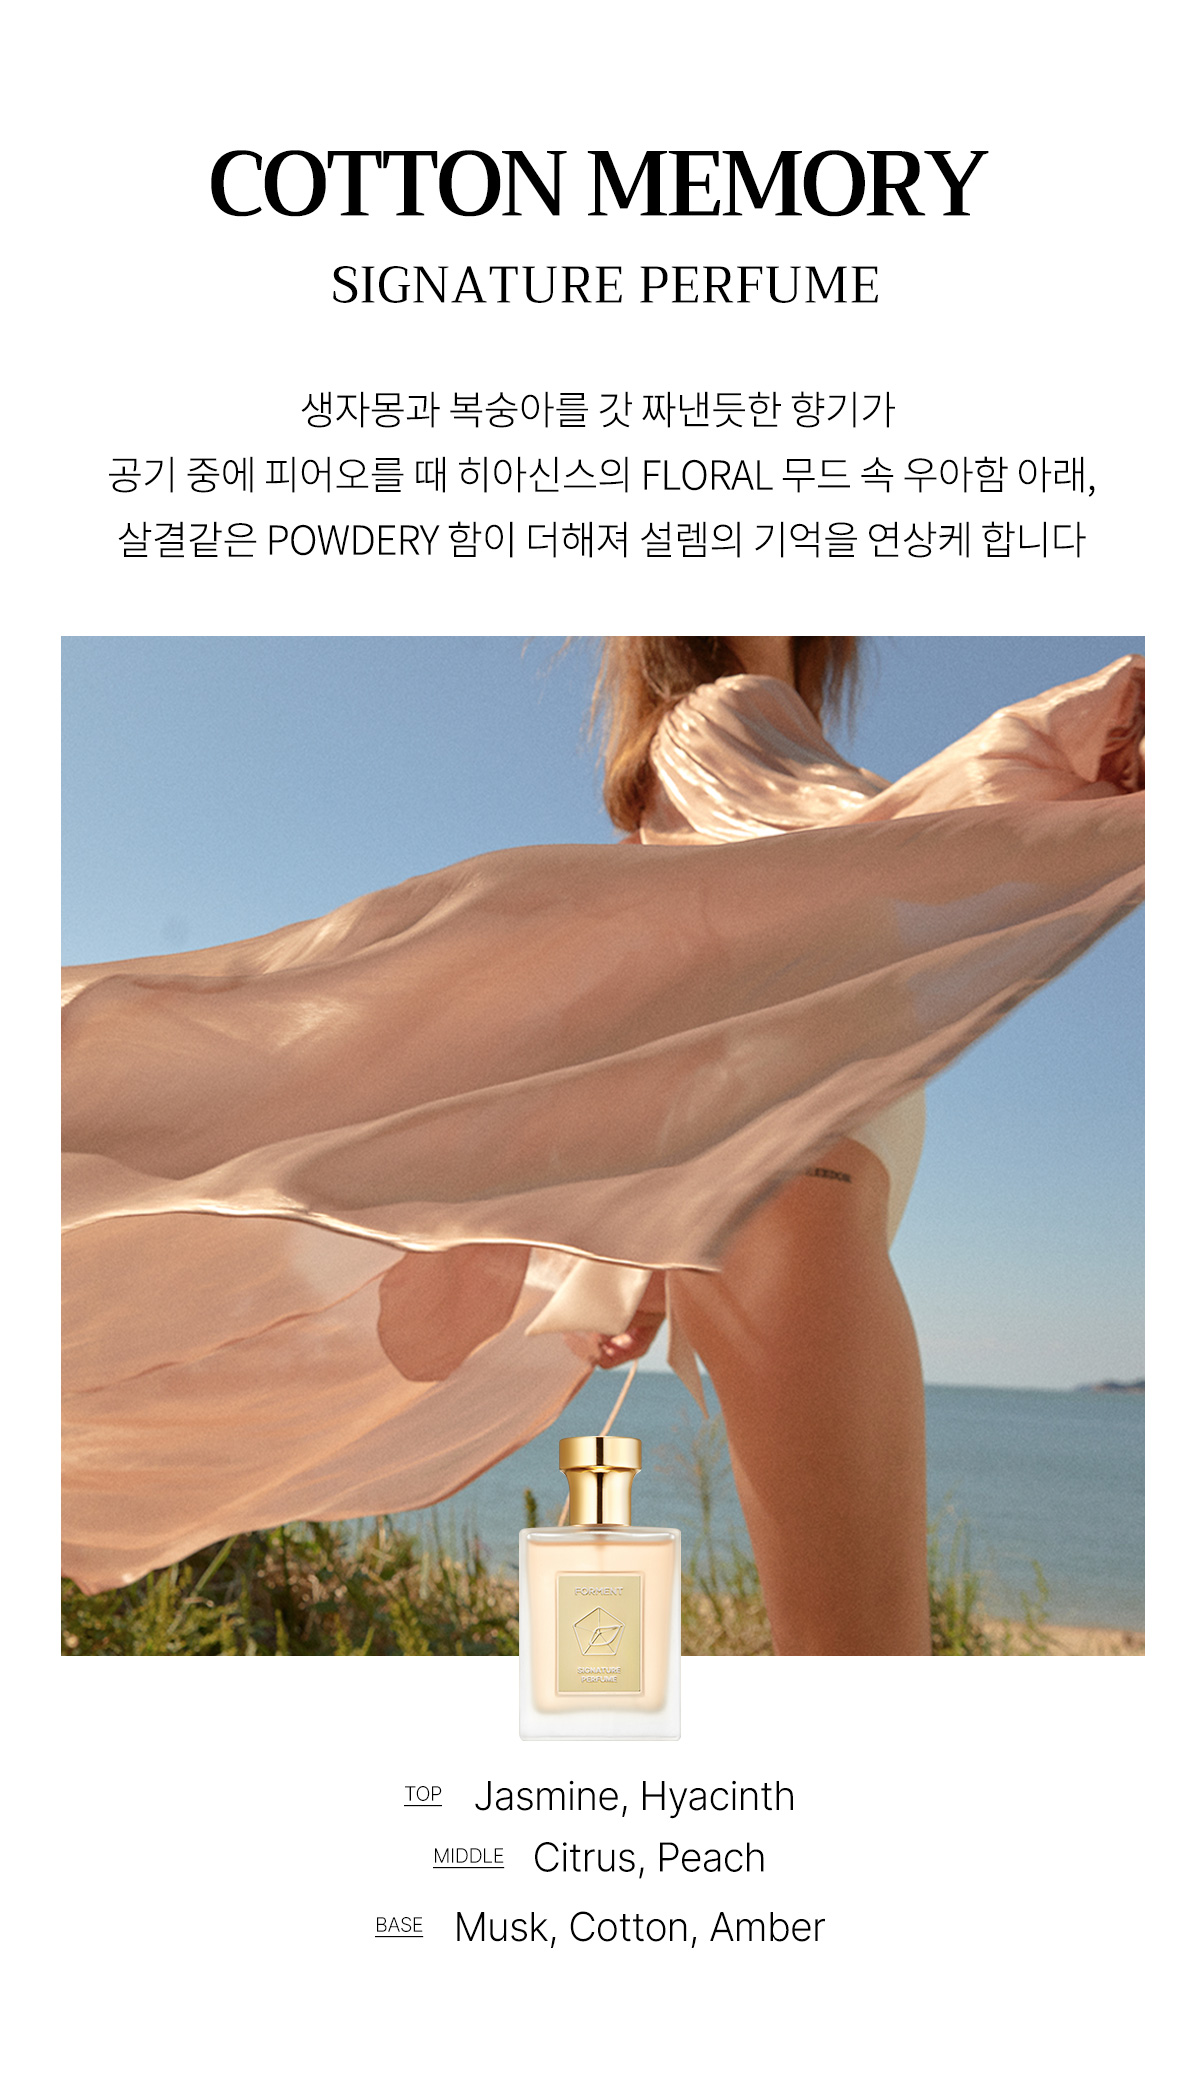 COTTON MEMORY
SIGNATURE PERFUME
생자몽과 복숭아를 갓 짜낸듯한 향기가
공기 중에 피어오를 때 히아신스의 FLORAL 무드 속 우아함 아래,
살결같은 POWDERY 함이 더해져 설렘의 기억을 연상케 합니다
FORMENT
SIGNATURE
PERFUME
TOP Jasmine, Hyacinth
MIDDLE Citrus, Peach
BASE Musk, Cotton, Amber